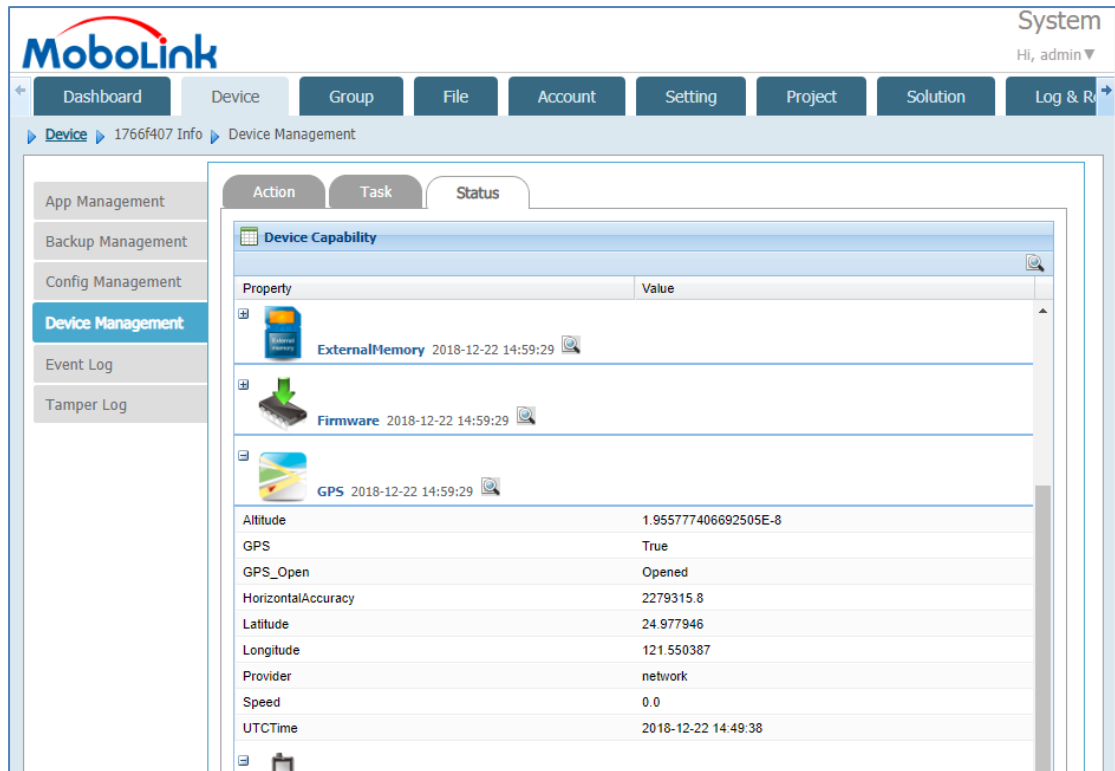 System
MoboLink
Hi, admin▼
Dashboard Device Group File Account Setting Project Solution Log & R
Device 1766f407 Info Device Management
Action Task Status
App Management
Backup Management
Config Management
Device Management
Event Log
Tamper Log
Device Capability
Property Value
External memory
ExternalMemory 2018-12-22 14:59:29
Firmware 2018-12-22 14:59:29
GPS 2018-12-22 14:59:29
Altitude 1.955777406692505E-8
GPS True
GPS_Open Opened
HorizontalAccuracy 2279315.8
Latitude 24.977946
Longitude 121.550387
Provider network
Speed 0.0
UTCTime 2018-12-22 14:49:38